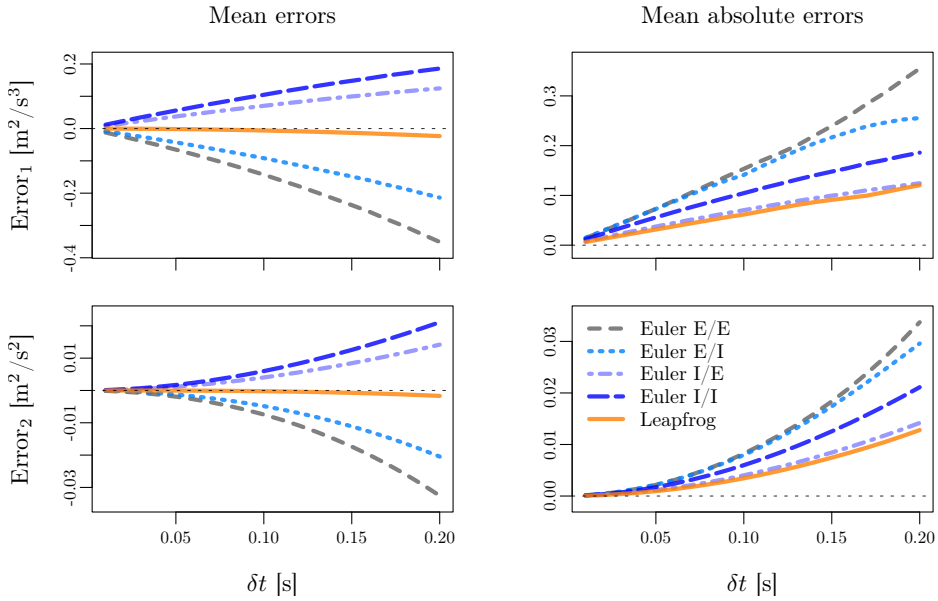 Mean errors
Mean absolute errors
Error₁ [m²/s³]
0.2
0.0
-0.2
-0.4
0.3
0.2
0.1
0.0
Error₂ [m²/s²]
0.01
-0.01
-0.03
0.03
0.02
0.01
0.00
Euler E/E
Euler E/I
Euler I/E
Euler I/I
Leapfrog
0.05 0.10 0.15 0.20
0.05 0.10 0.15 0.20
δt [s]
δt [s]